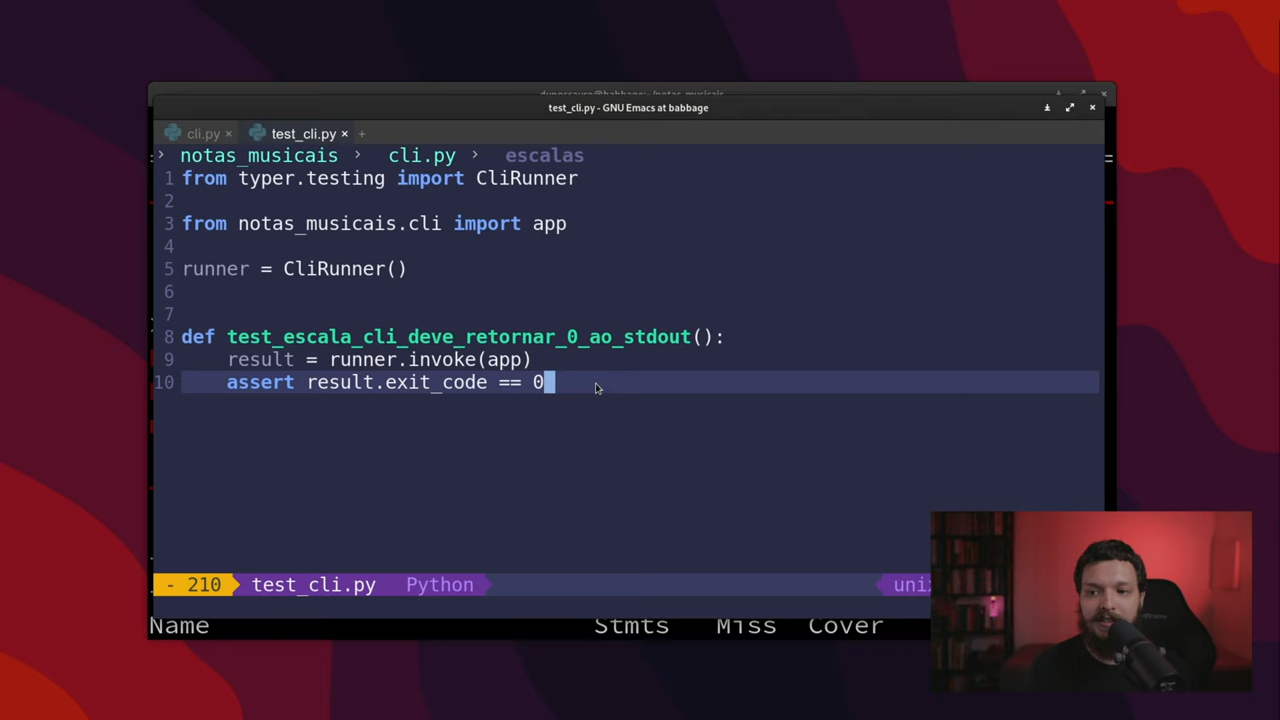 test_cli.py - GNU Emacs at babbage
cli.py × test_cli.py × +
› notas_musicais › cli.py › escalas
1 from typer.testing import CliRunner
2
3 from notas_musicais.cli import app
4
5 runner = CliRunner()
6
7
8 def test_escala_cli_deve_retornar_0_ao_stdout():
9 result = runner.invoke(app)
10 assert result.exit_code == 0
- 210 test_cli.py Python unix
Name Stmts Miss Cover